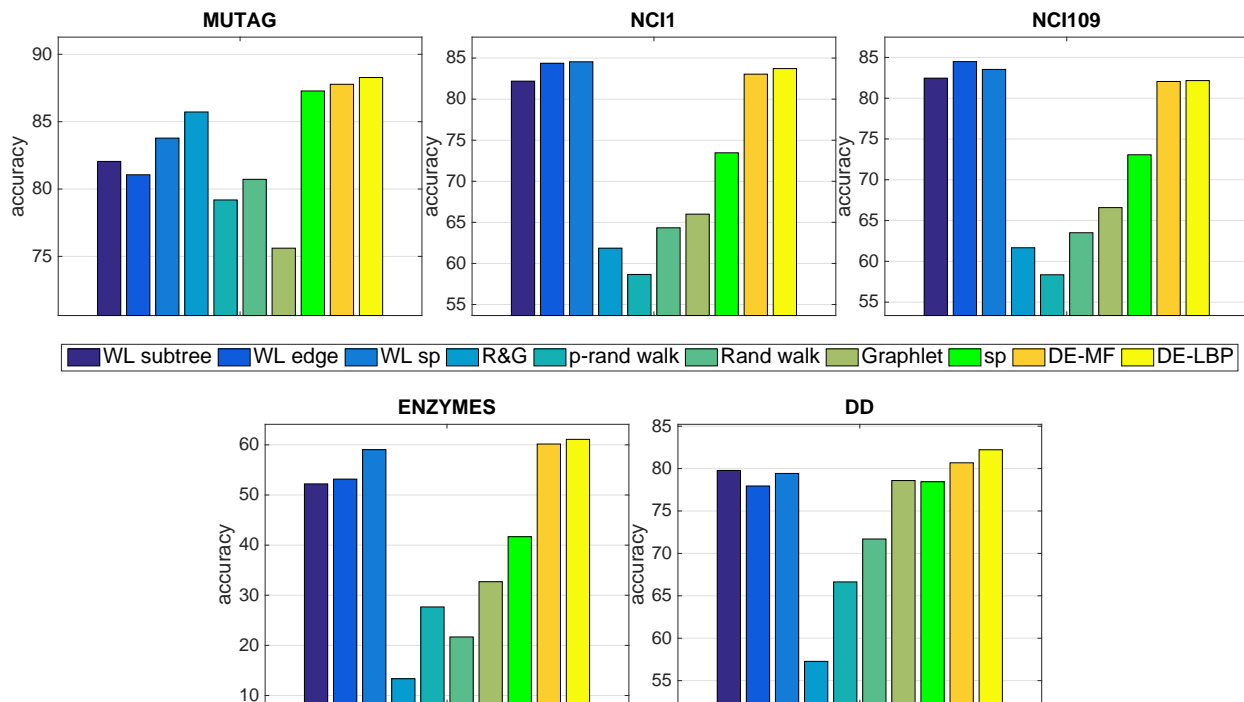 MUTAG
NCI1
NCI109
90
85
80
75
accuracy
85
80
75
70
65
60
55
accuracy
85
80
75
70
65
60
55
accuracy
WL subtree WL edge WL sp R&G p-rand walk Rand walk Graphlet sp DE-MF DE-LBP
ENZYMES
DD
60
50
40
30
20
10
accuracy
85
80
75
70
65
60
55
accuracy